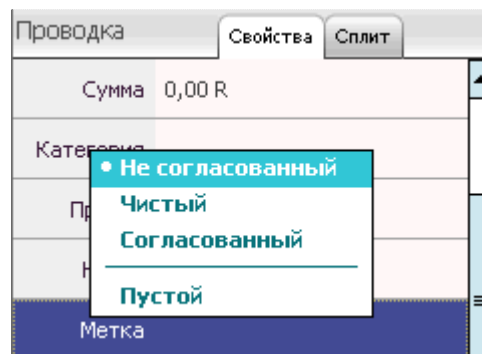 Проводка Свойства Сплит
Сумма 0,00 R
Не согласованный
Чистый
Согласованный
Пустой
Метка